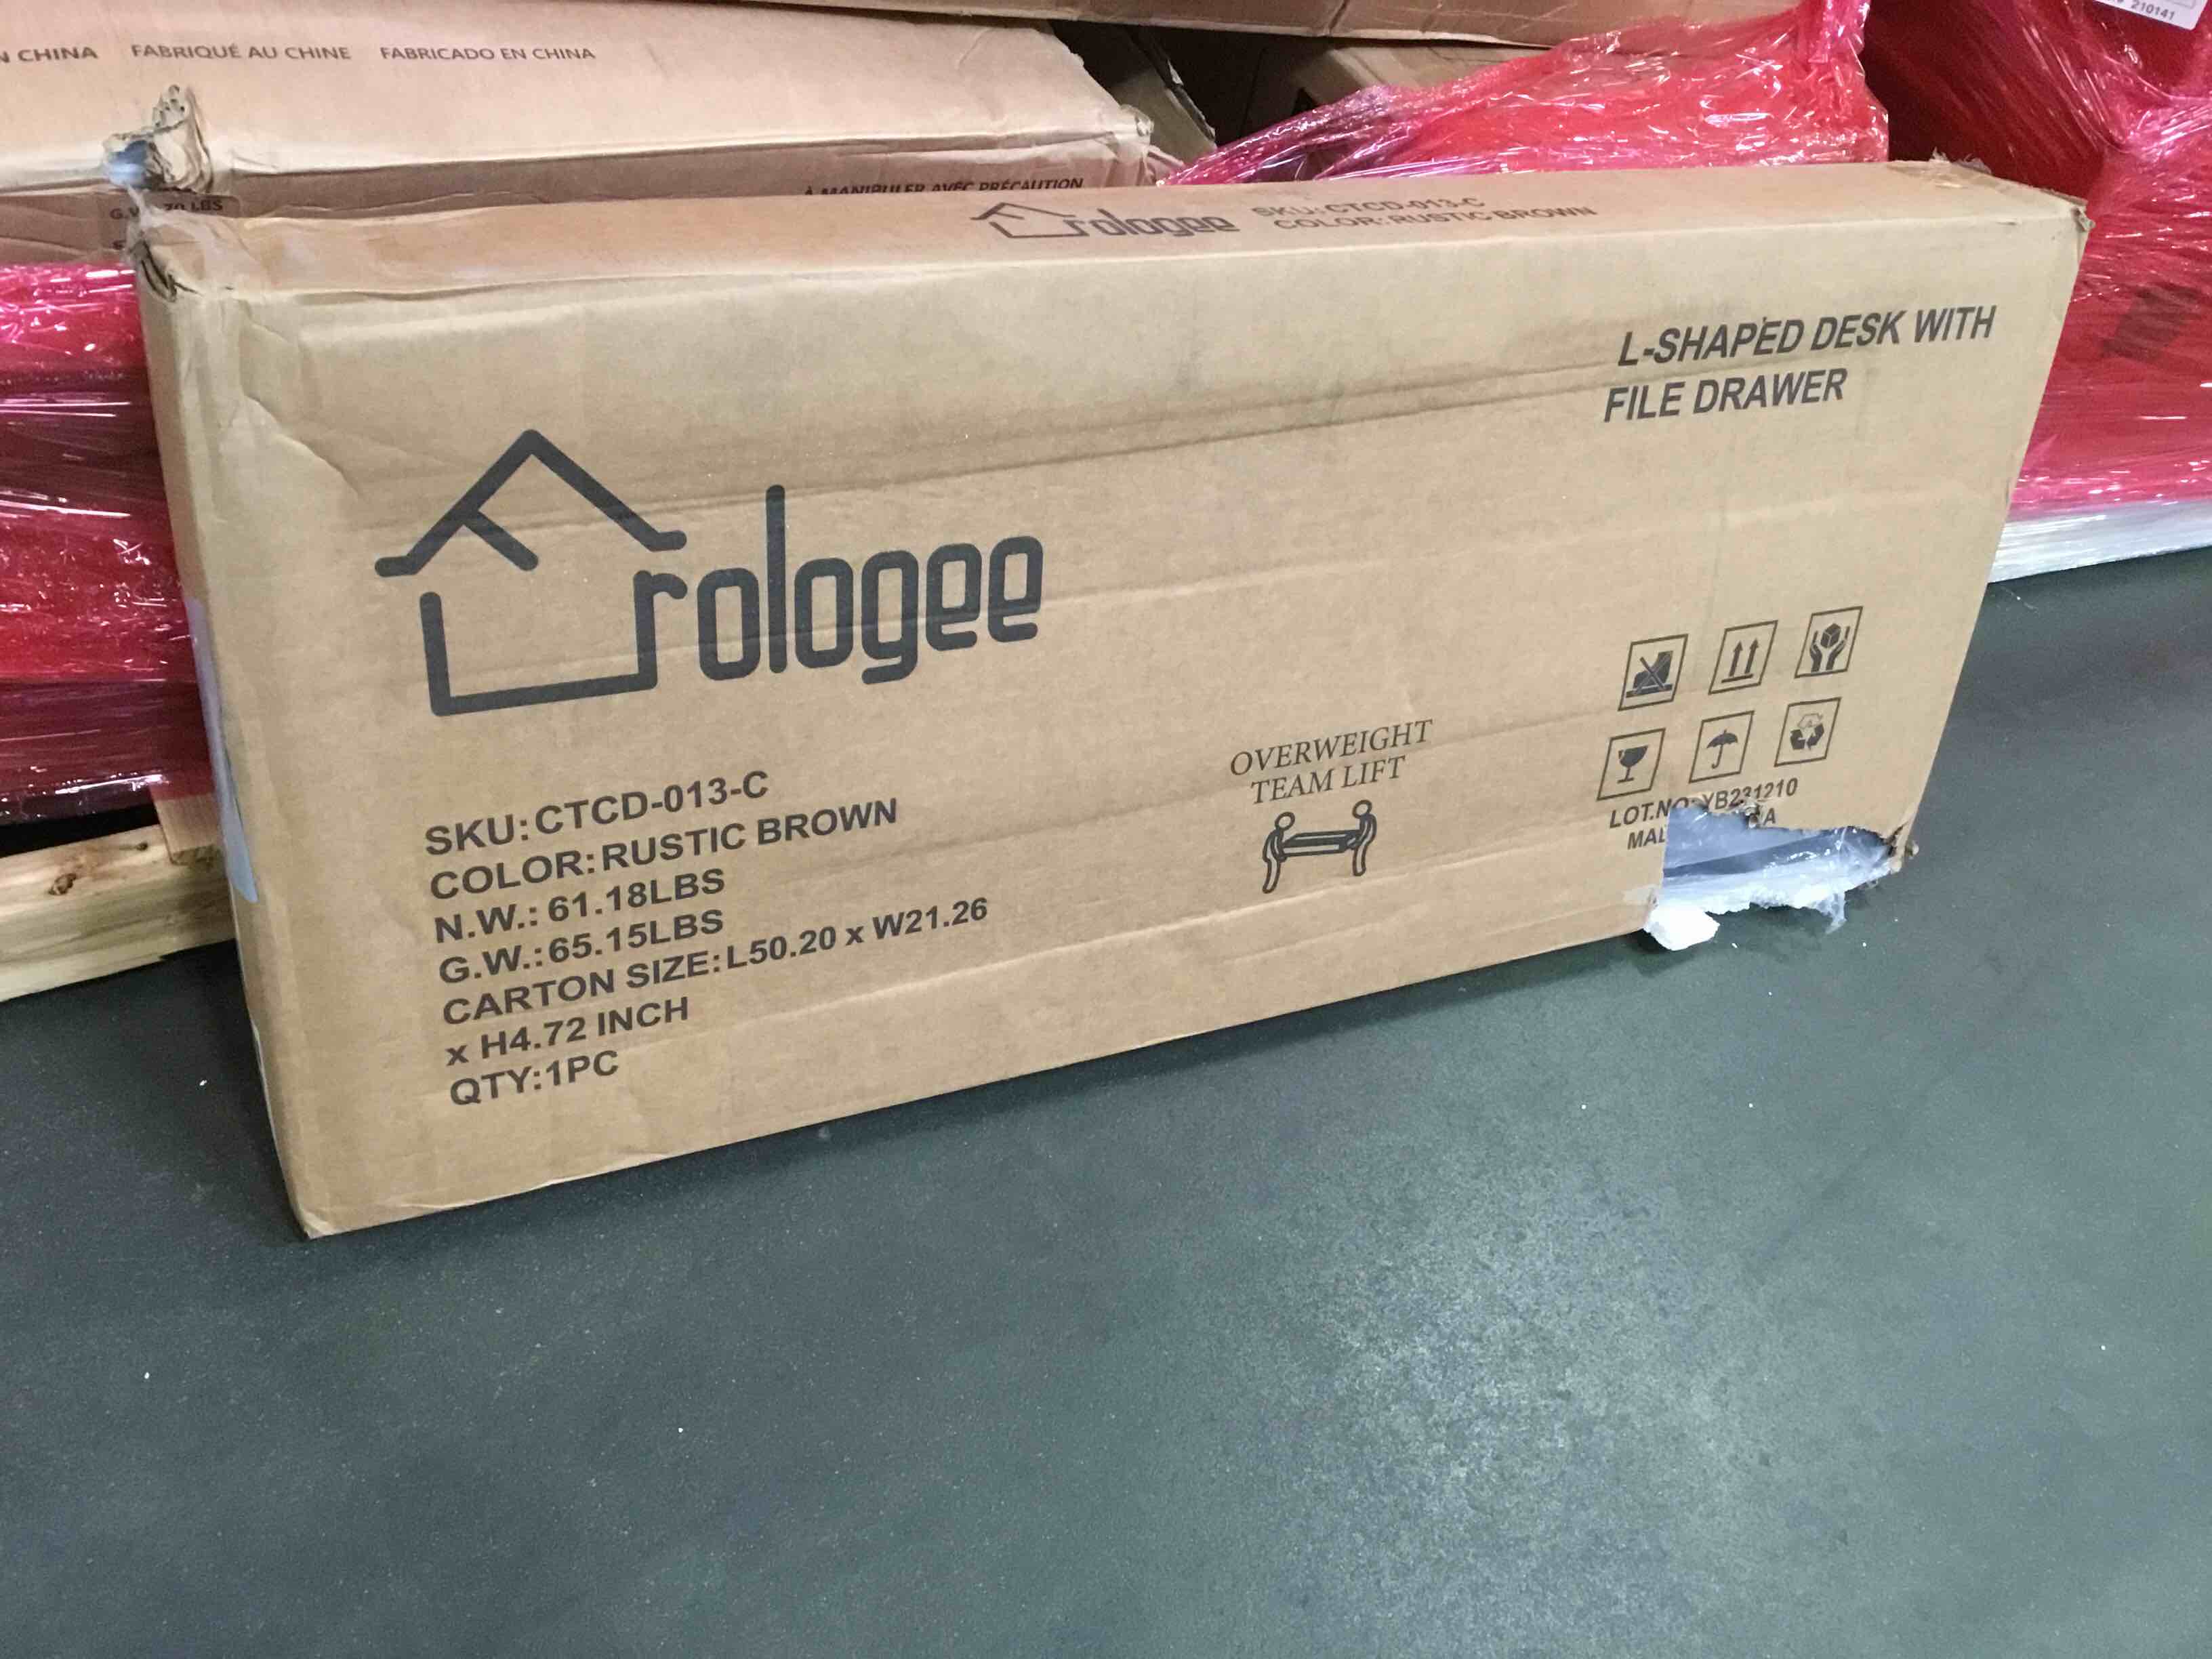 N CHINA FABRIQUÉ AU CHINE FABRICADO EN CHINA
210141
À MANIPULER AVEC PRÉCAUTION
G.W. 70 LBS
rologee
SKU:CTCD-013-C
COLOR:RUSTIC BROWN
L-SHAPED DESK WITH
FILE DRAWER
rologee
OVERWEIGHT
TEAM LIFT
SKU:CTCD-013-C
COLOR:RUSTIC BROWN
N.W.: 61.18LBS
G.W.:65.15LBS
CARTON SIZE:L50.20 x W21.26
x H4.72 INCH
QTY:1PC
LOT.NO: YB231210